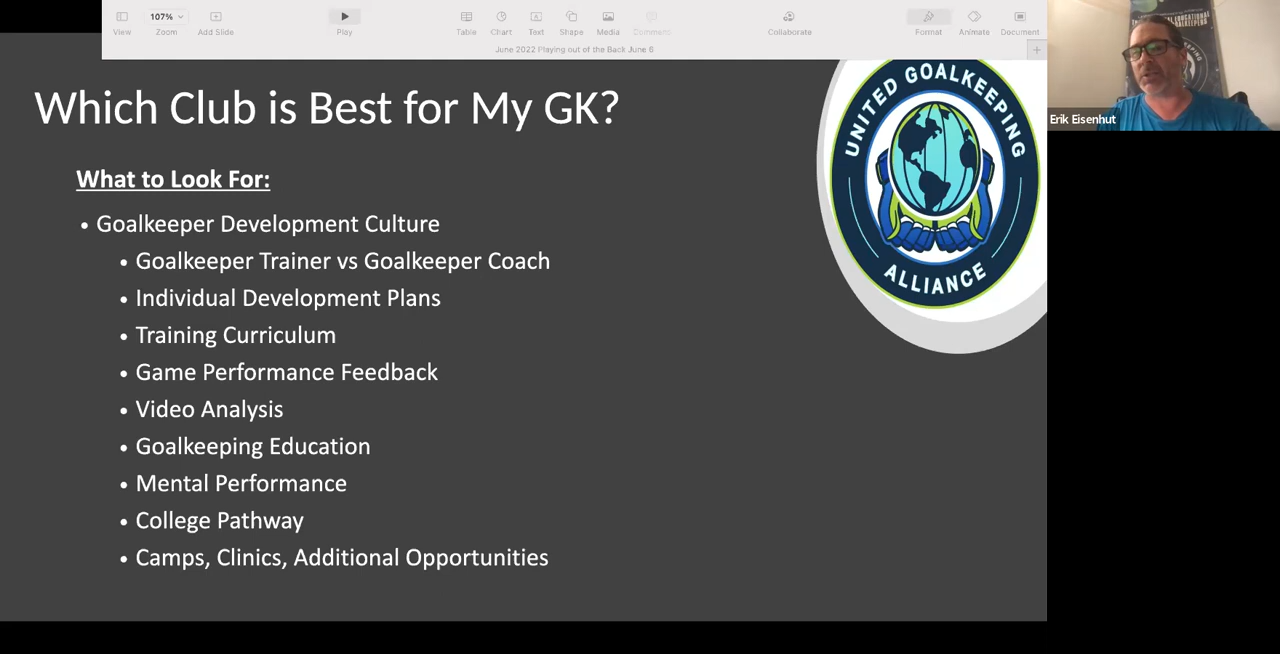 107%
View
Zoom
Add Slide
Play
Table
Chart
Text
Shape
Media
Comment
Collaborate
Format
Animate
Document
June 2022 Playing out of the Back June 6
+
Which Club is Best for My GK?
What to Look For:
• Goalkeeper Development Culture
• Goalkeeper Trainer vs Goalkeeper Coach
• Individual Development Plans
• Training Curriculum
• Game Performance Feedback
• Video Analysis
• Goalkeeping Education
• Mental Performance
• College Pathway
• Camps, Clinics, Additional Opportunities
UNITED GOALKEEPING
ALLIANCE
Erik Eisenhut